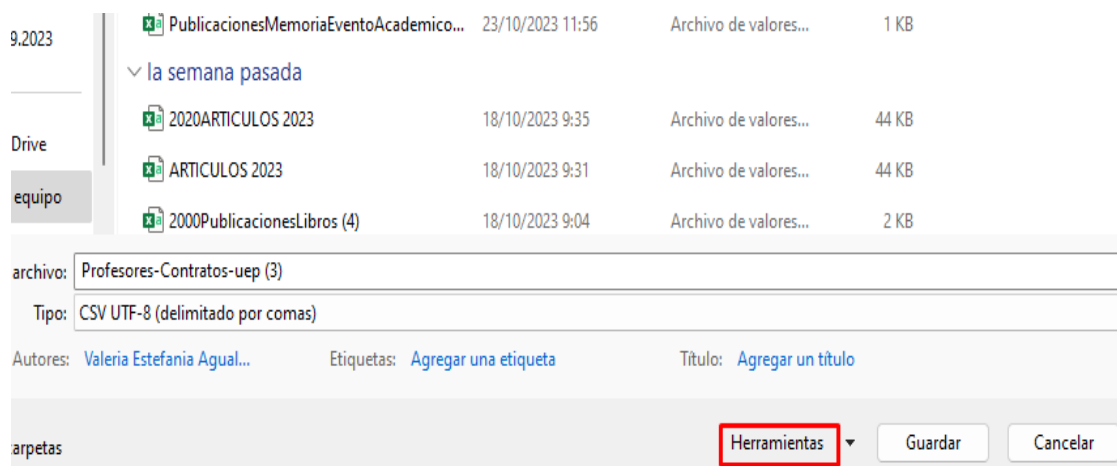 PublicacionesMemoriaEventoAcademico... 23/10/2023 11:56 Archivo de valores... 1 KB
9.2023
la semana pasada
2020ARTICULOS 2023 18/10/2023 9:35 Archivo de valores... 44 KB
Drive
ARTICULOS 2023 18/10/2023 9:31 Archivo de valores... 44 KB
equipo
2000PublicacionesLibros (4) 18/10/2023 9:04 Archivo de valores... 2 KB
archivo: Profesores-Contratos-uep (3)
Tipo: CSV UTF-8 (delimitado por comas)
Autores: Valeria Estefania Agual... Etiquetas: Agregar una etiqueta Título: Agregar un título
carpetas Herramientas Guardar Cancelar